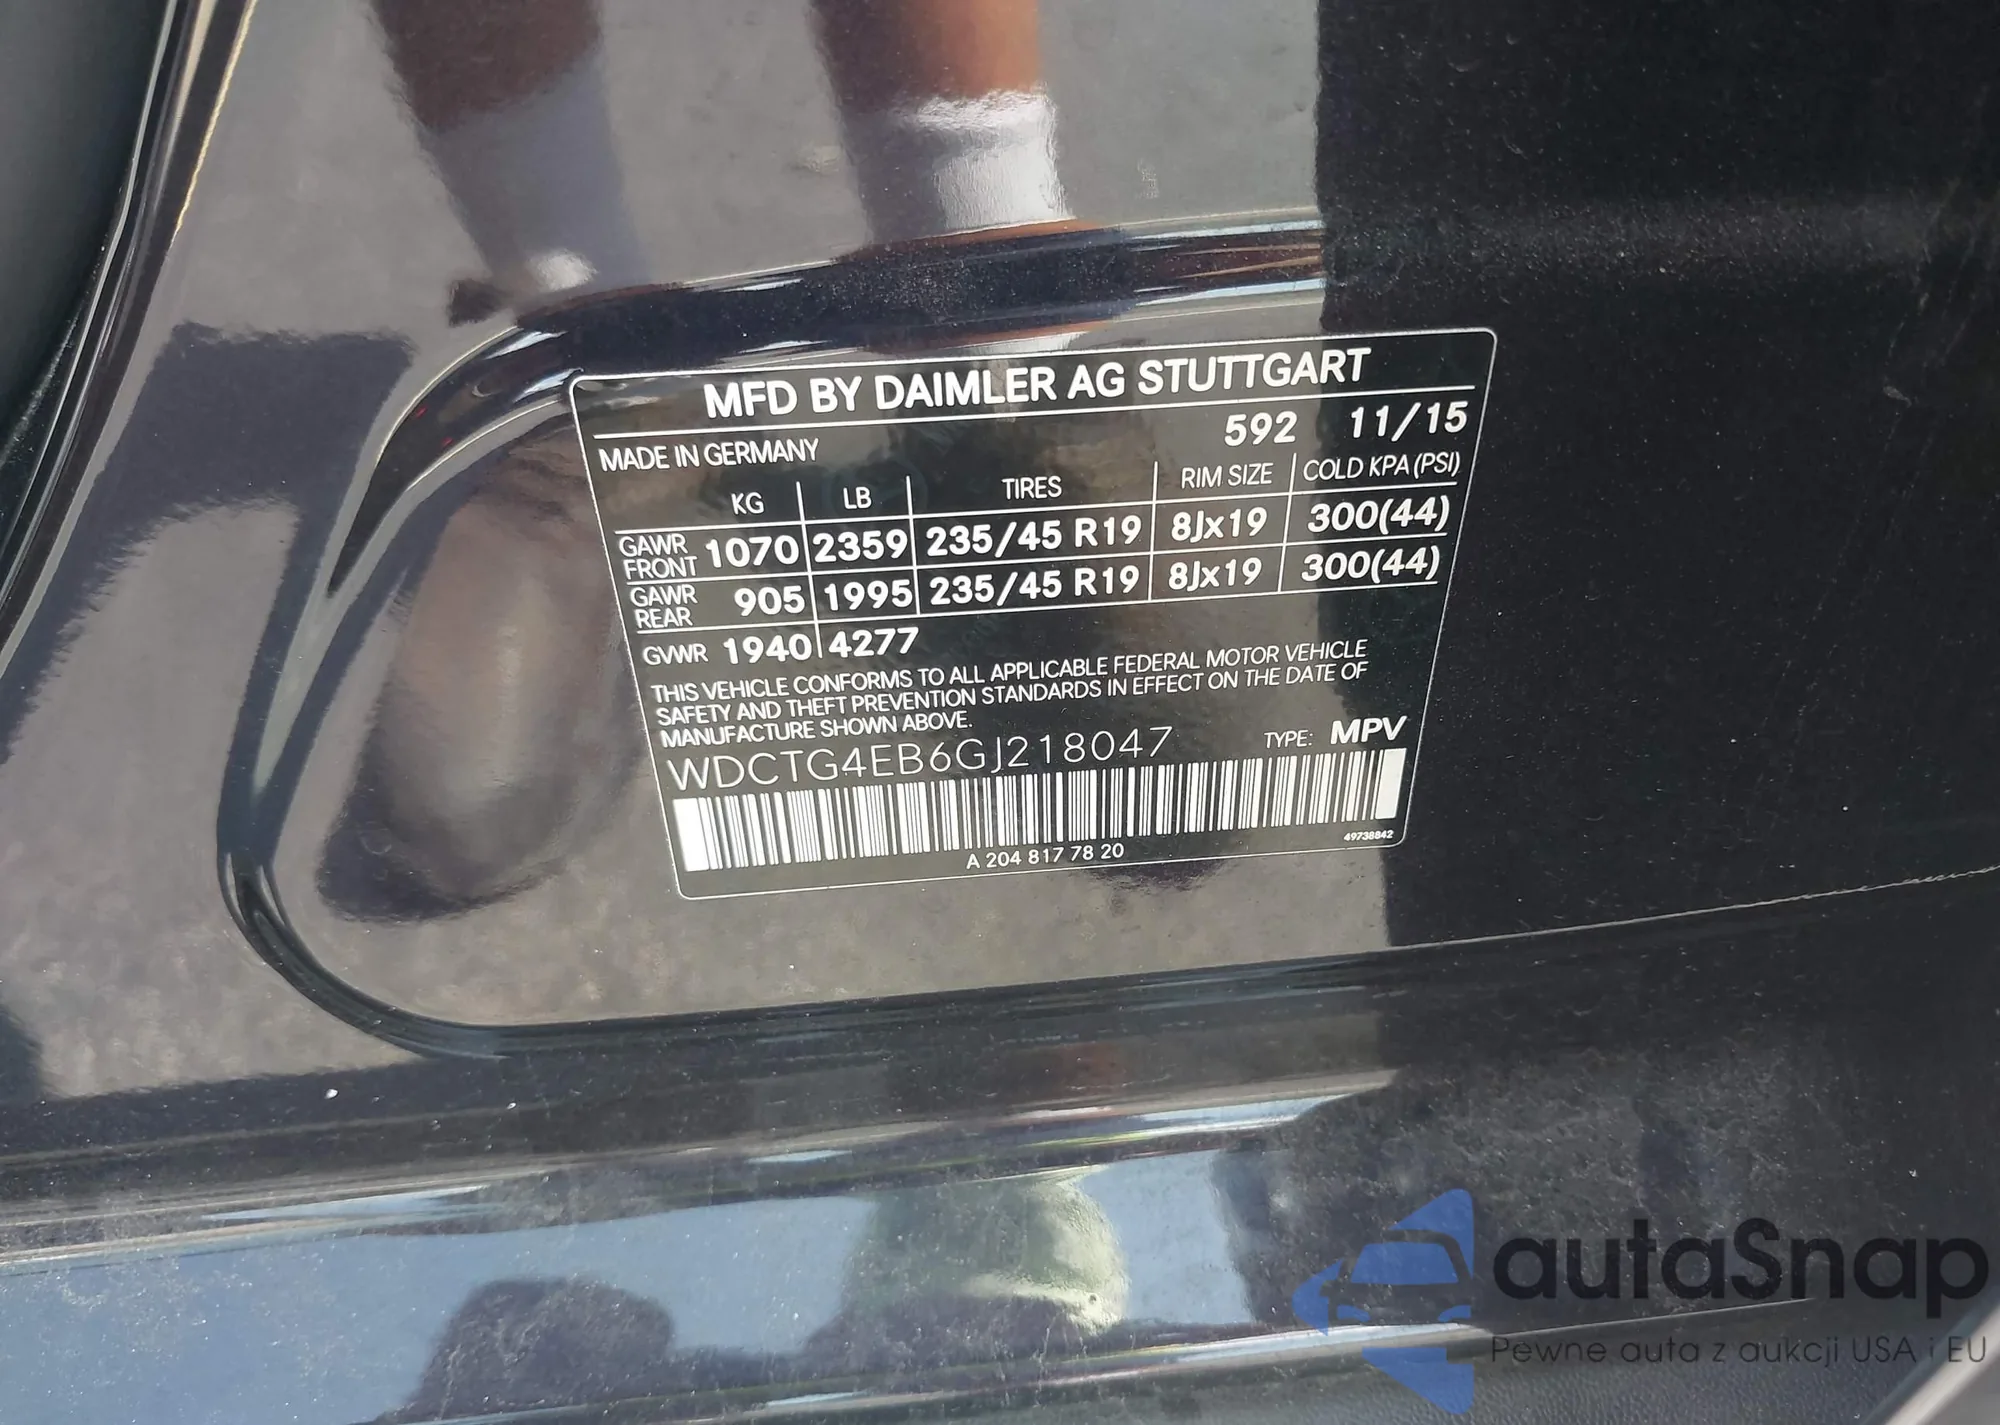 MFD BY DAIMLER AG STUTTGART
MADE IN GERMANY 592 11/15
KG LB TIRES RIM SIZE COLD KPA (PSI)
GAWR FRONT 1070 2359 235/45 R19 8Jx19 300(44)
GAWR REAR 905 1995 235/45 R19 8Jx19 300(44)
GVWR 1940 4277
THIS VEHICLE CONFORMS TO ALL APPLICABLE FEDERAL MOTOR VEHICLE
SAFETY AND THEFT PREVENTION STANDARDS IN EFFECT ON THE DATE OF
MANUFACTURE SHOWN ABOVE.
WDCTG4EB6GJ218047 TYPE: MPV
49738842
A 204 817 78 20
autaSnap
Pewne auta z aukcji USA i EU